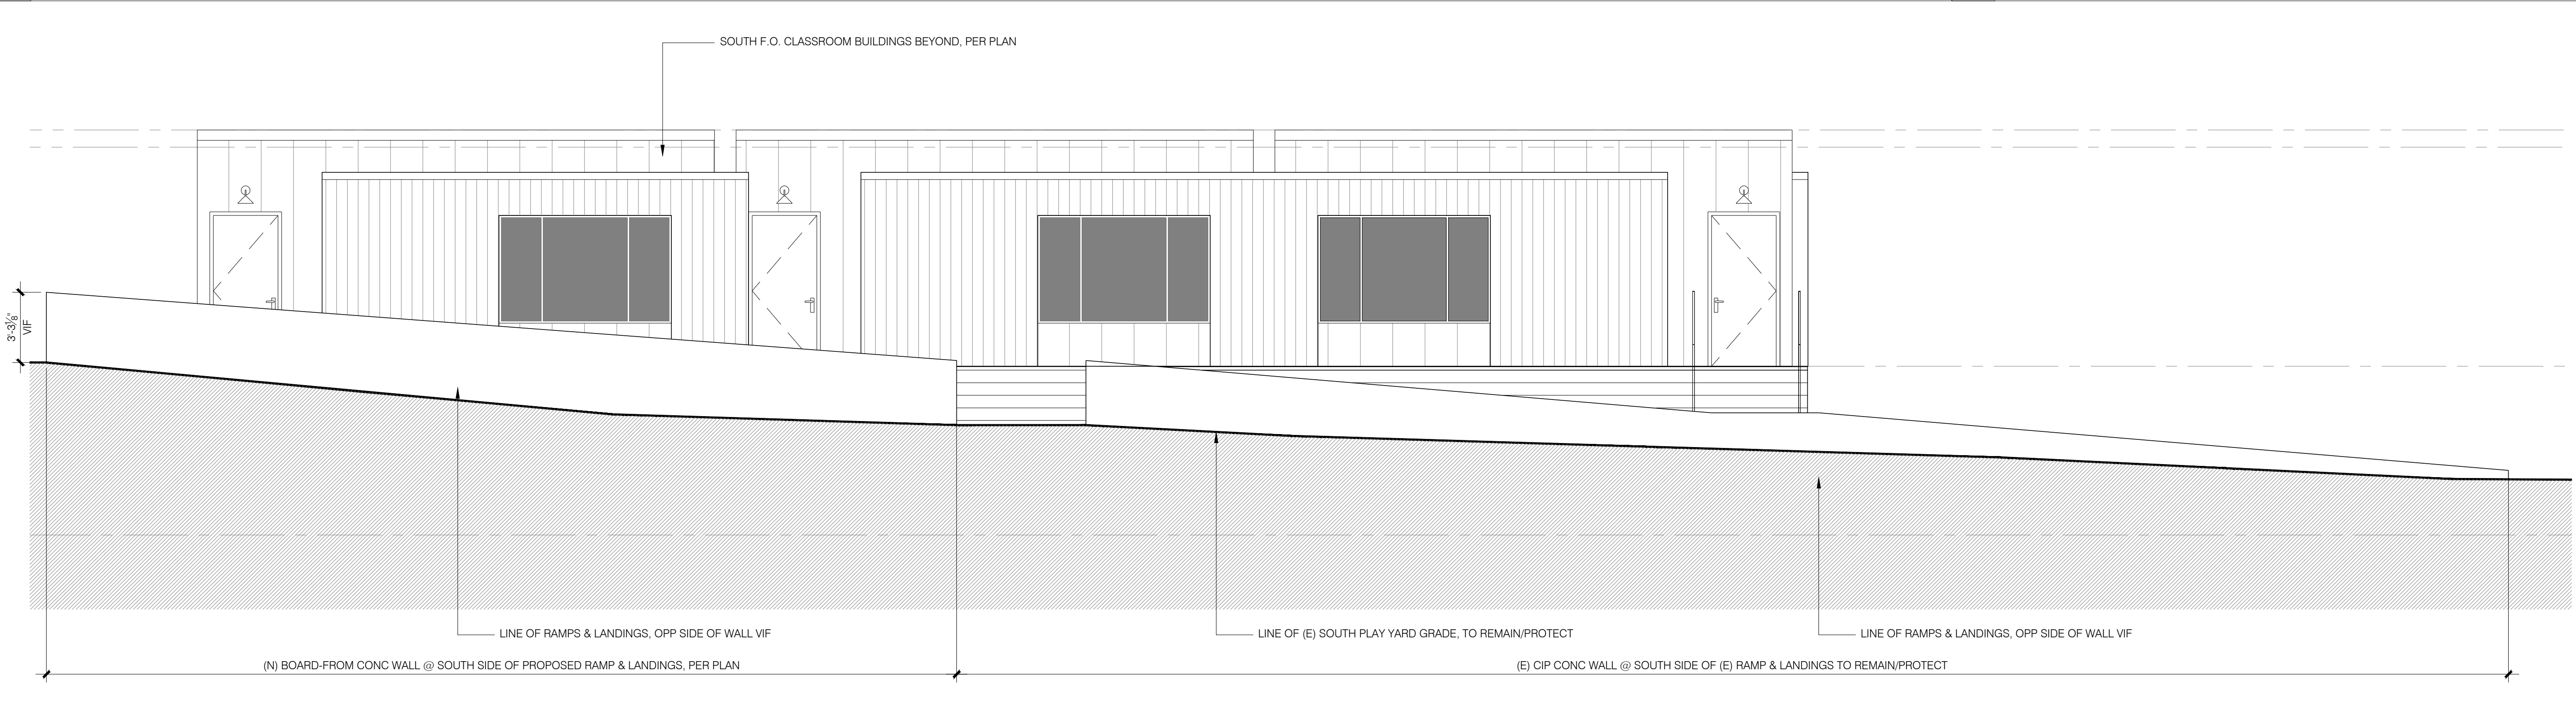 SOUTH F.O. CLASSROOM BUILDINGS BEYOND, PER PLAN
3'-3 1/8"
VIF
LINE OF RAMPS & LANDINGS, OPP SIDE OF WALL VIF
LINE OF (E) SOUTH PLAY YARD GRADE, TO REMAIN/PROTECT
LINE OF RAMPS & LANDINGS, OPP SIDE OF WALL VIF
(N) BOARD-FROM CONC WALL @ SOUTH SIDE OF PROPOSED RAMP & LANDINGS, PER PLAN
(E) CIP CONC WALL @ SOUTH SIDE OF (E) RAMP & LANDINGS TO REMAIN/PROTECT